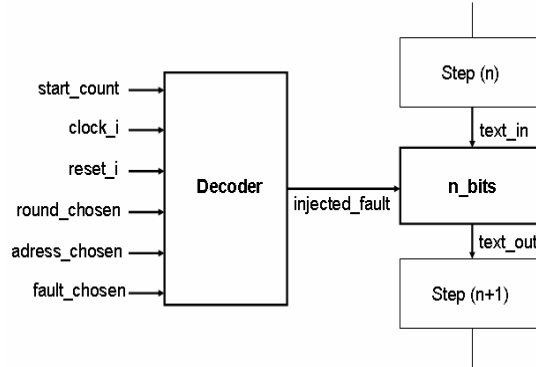 start_count
clock_i
reset_i
round_chosen
adress_chosen
fault_chosen
Decoder
injected_fault
Step (n)
text_in
n_bits
text_out
Step (n+1)